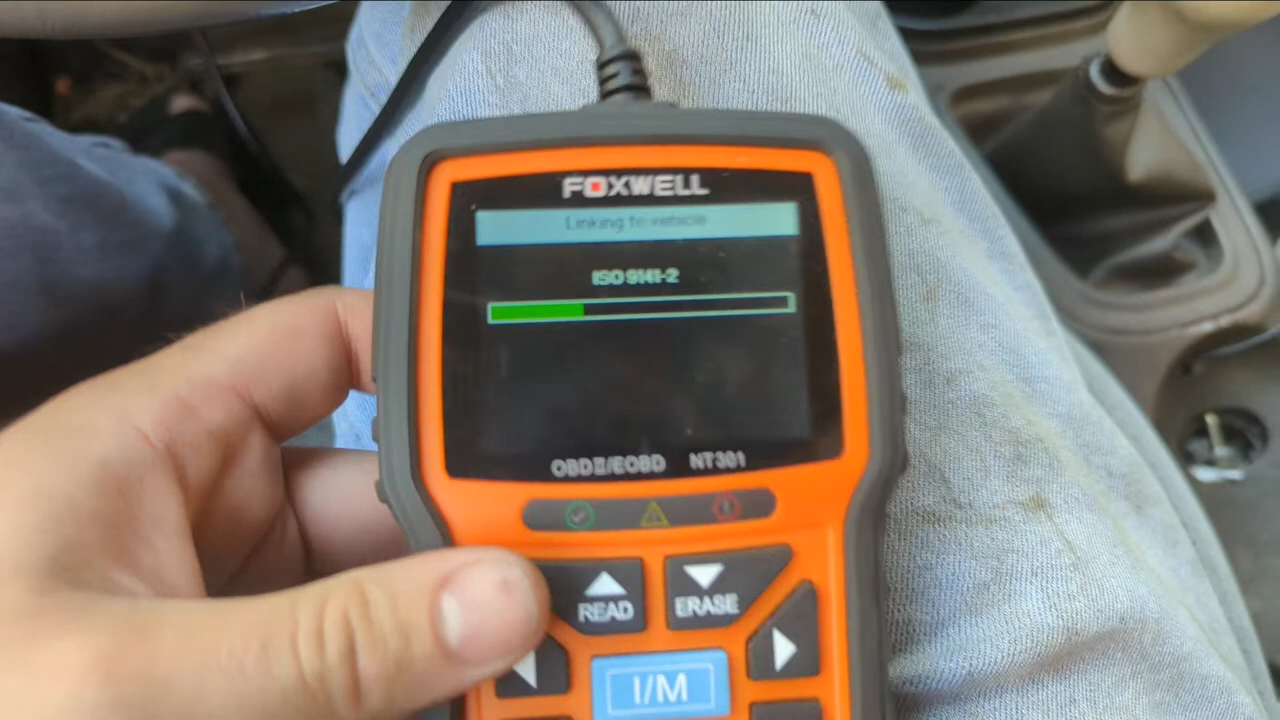 FOXWELL
Linking to vehicle
ISO 9141-2
OBDII/EOBD NT301
READ
ERASE
I/M